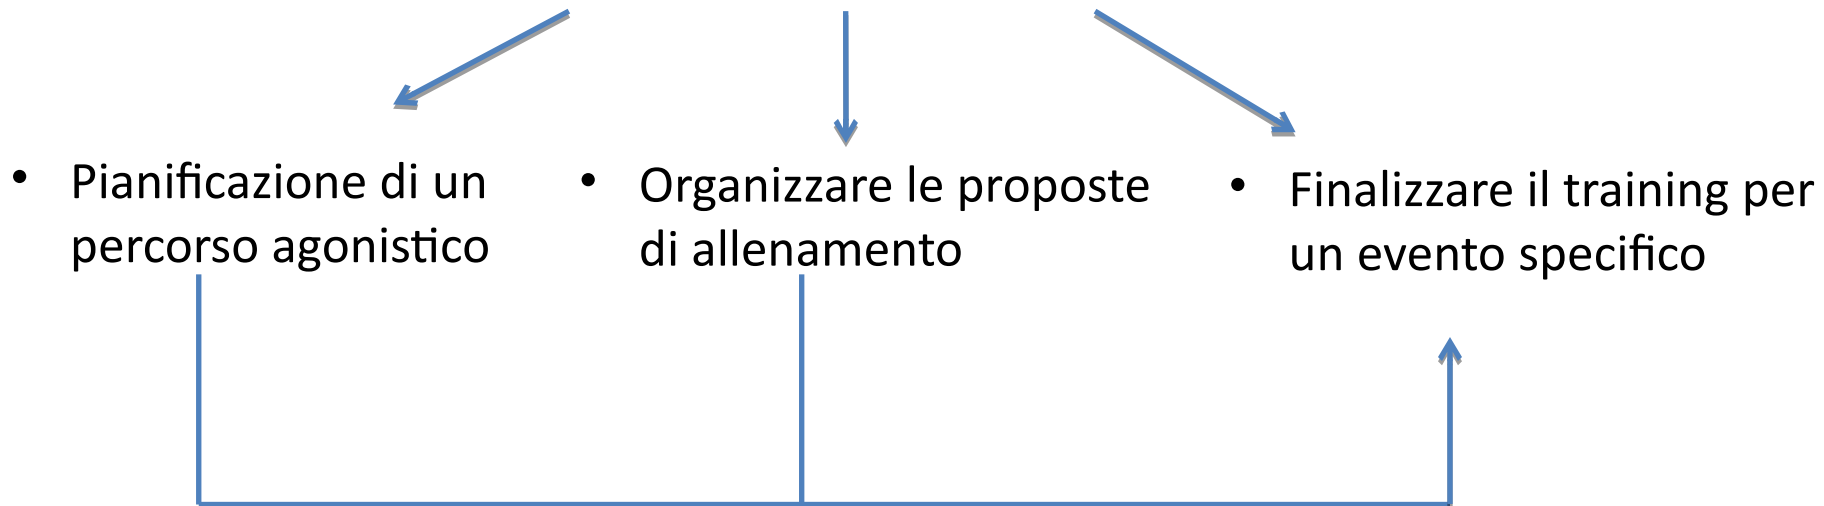 • Pianificazione di un
percorso agonistico
• Organizzare le proposte
di allenamento
• Finalizzare il training per
un evento specifico